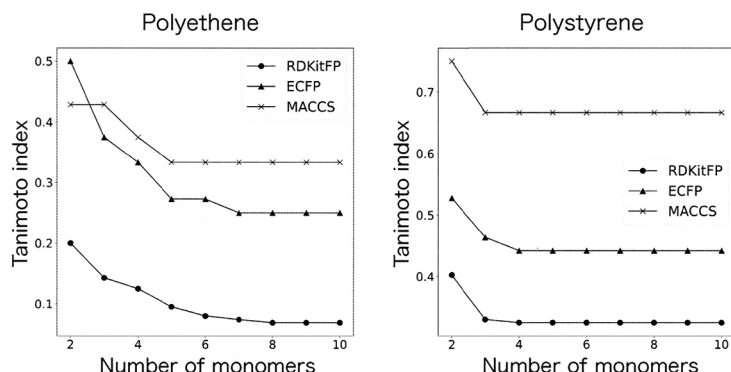 Polyethene
0.5
0.4
0.3
0.2
0.1
Tanimoto index
RDKitFP
ECFP
MACCS
2 4 6 8 10
Number of monomers
Polystyrene
0.7
0.6
0.5
0.4
Tanimoto index
RDKitFP
ECFP
MACCS
2 4 6 8 10
Number of monomers